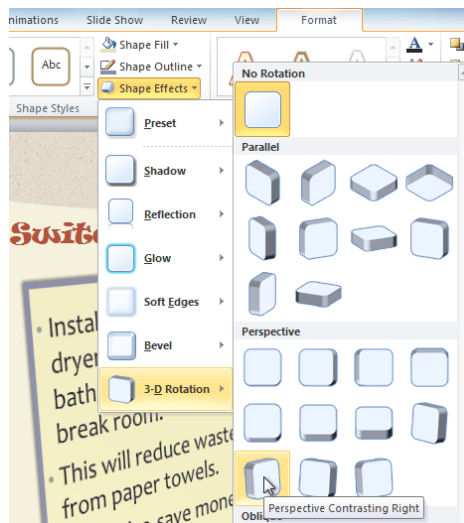 nimations Slide Show Review View Format
Abc
Shape Fill
Shape Outline
Shape Effects
A
Shape Styles
No Rotation
Preset
Parallel
Shadow
Reflection
Switc
Glow
Soft Edges
Perspective
Bevel
3-D Rotation
• Instal
dryer
bath
break room.
• This will reduce waste
from paper towels.
save mone
Perspective Contrasting Right
Oblique